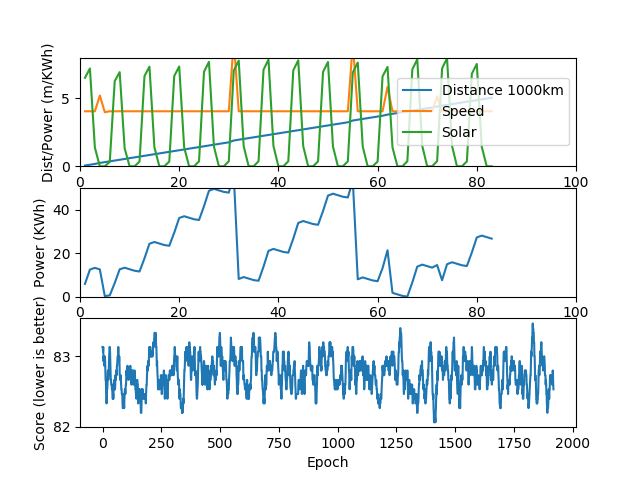 Dist/Power (m/KWh)
5
0
Distance 1000km
Speed
Solar
0 20 40 60 80 100
Power (KWh)
40
20
0
0 20 40 60 80 100
Score (lower is better)
83
82
0 250 500 750 1000 1250 1500 1750 2000
Epoch